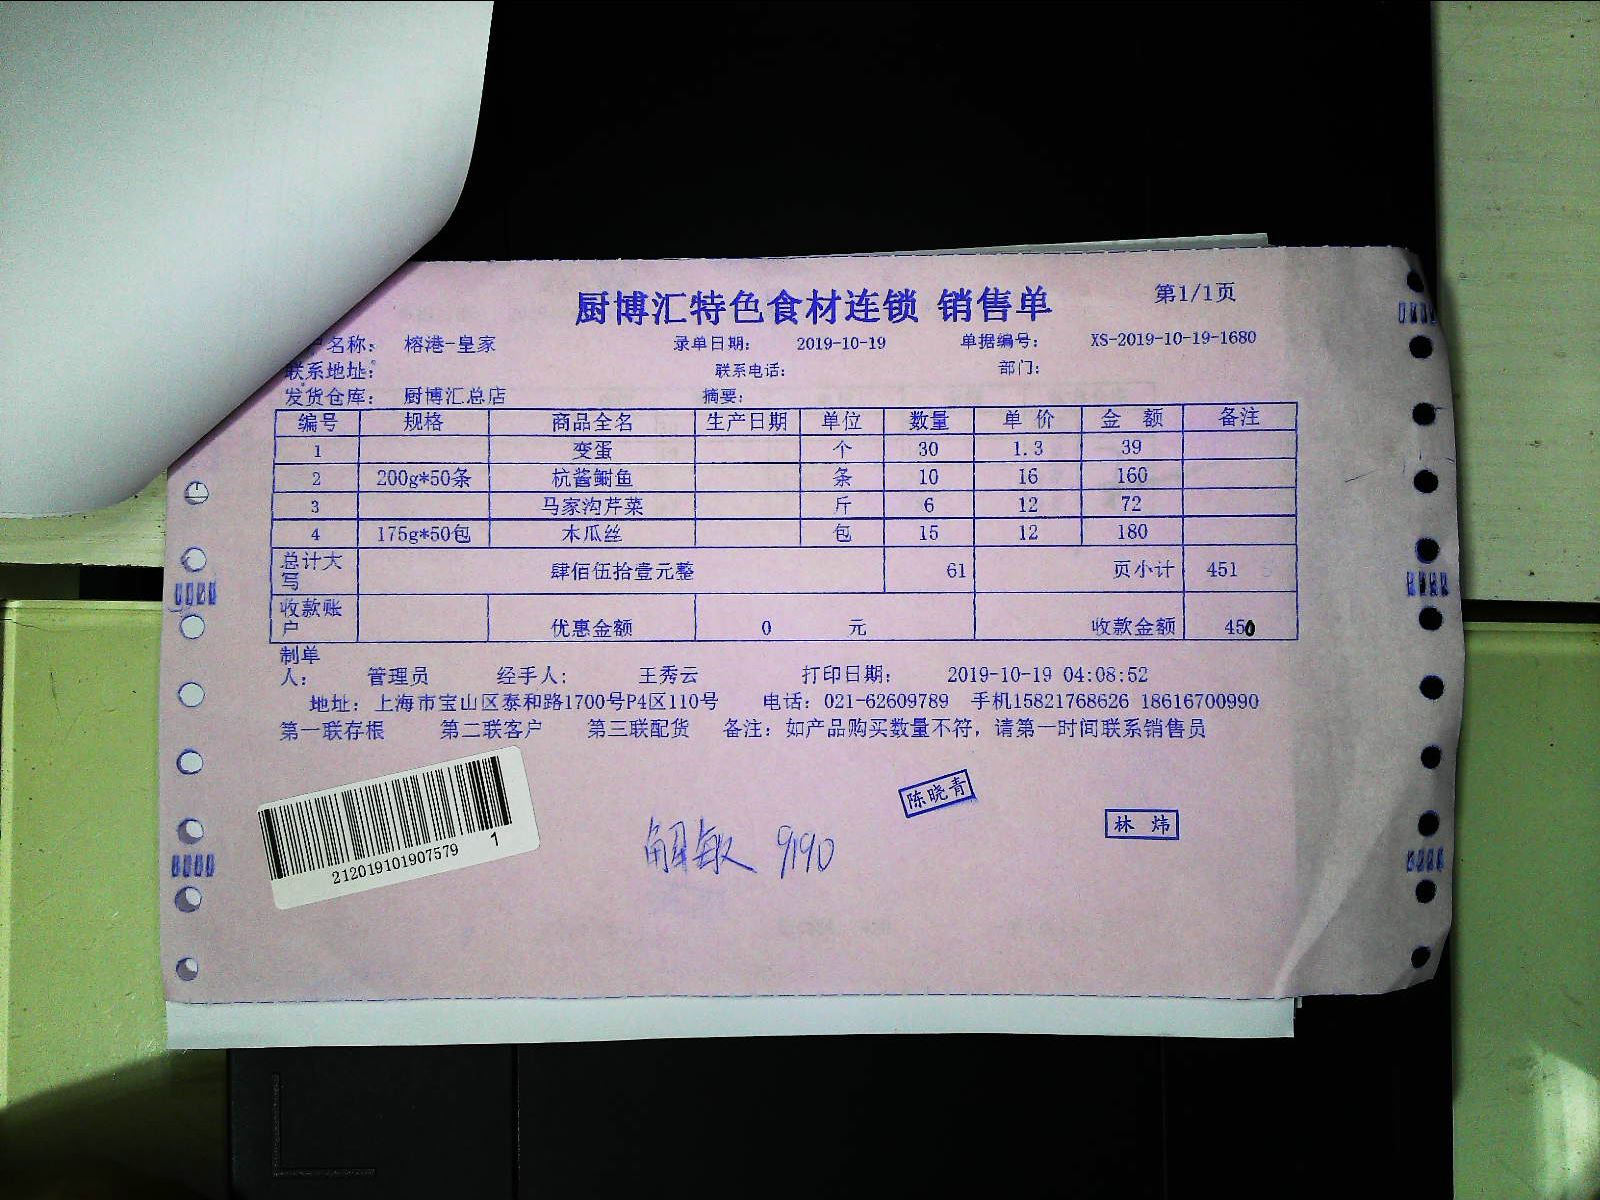 厨博汇特色食材连锁 销售单
第1/1页
名称： 榕港-皇家 录单日期： 2019-10-19 单据编号： XS-2019-10-19-1680
联系地址： 联系电话： 部门：
发货仓库： 厨博汇总店 摘要：
编号 规格 商品全名 生产日期 单位 数量 单 价 金 额 备注
1 变蛋 个 30 1.3 39
2 200g*50条 杭酱鲥鱼 条 10 16 160
3 马家沟芹菜 斤 6 12 72
4 175g*50包 木瓜丝 包 15 12 180
总计大写 肆佰伍拾壹元整 61 页小计 451
收款账户 优惠金额 0 元 收款金额 450
制单人： 管理员 经手人： 王秀云 打印日期： 2019-10-19 04:08:52
地址：上海市宝山区泰和路1700号P4区110号 电话：021-62609789 手机15821768626 18616700990
第一联存根 第二联客户 第三联配货 备注：如产品购买数量不符，请第一时间联系销售员
陈晓青
林 炜
212019101907579 1